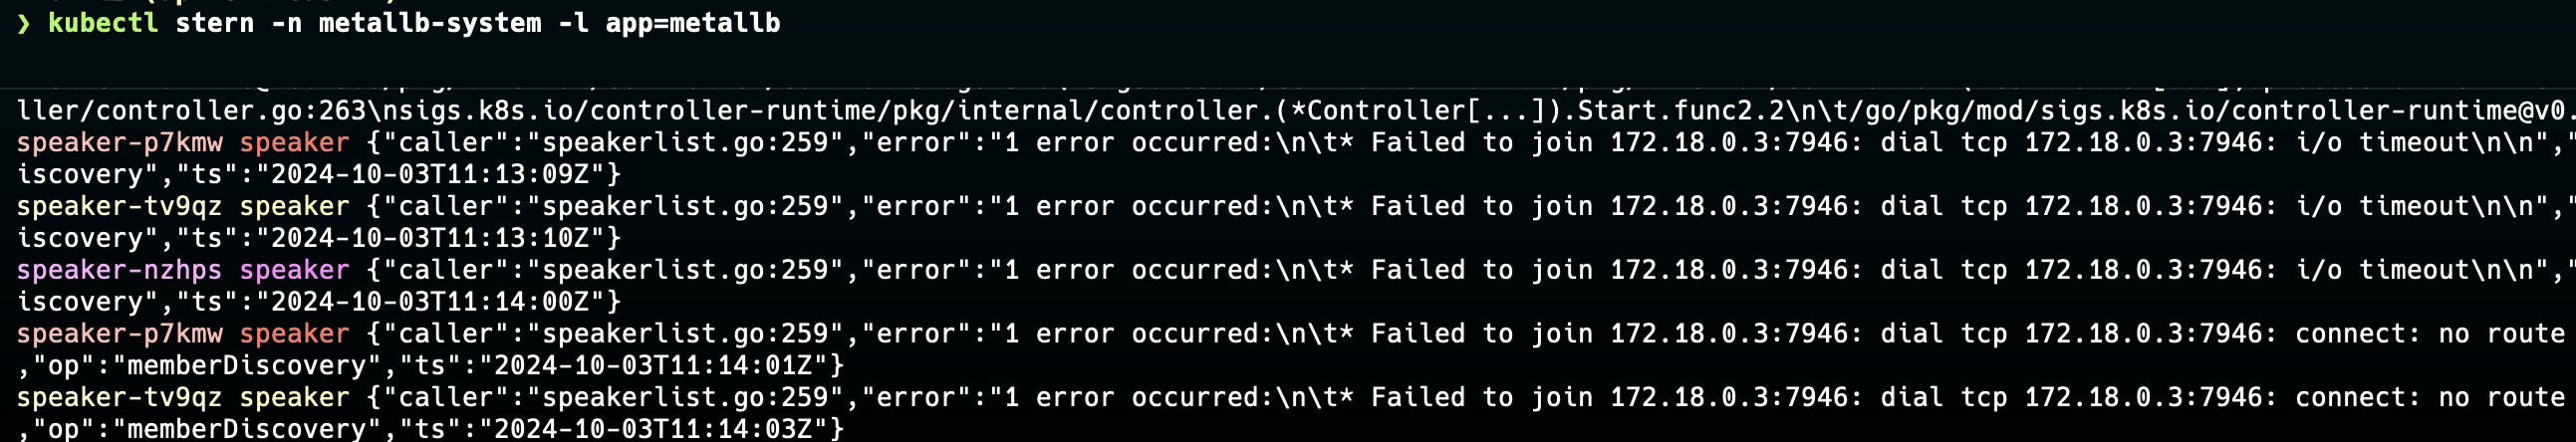 ❯ kubectl stern -n metallb-system -l app=metallb
ller/controller.go:263\nsigs.k8s.io/controller-runtime/pkg/internal/controller.(*Controller[...]).Start.func2.2\n\t/go/pkg/mod/sigs.k8s.io/controller-runtime@v0.
speaker-p7kmw speaker {"caller":"speakerlist.go:259","error":"1 error occurred:\n\t* Failed to join 172.18.0.3:7946: dial tcp 172.18.0.3:7946: i/o timeout\n\n","
iscovery","ts":"2024-10-03T11:13:09Z"}
speaker-tv9qz speaker {"caller":"speakerlist.go:259","error":"1 error occurred:\n\t* Failed to join 172.18.0.3:7946: dial tcp 172.18.0.3:7946: i/o timeout\n\n","
iscovery","ts":"2024-10-03T11:13:10Z"}
speaker-nzhps speaker {"caller":"speakerlist.go:259","error":"1 error occurred:\n\t* Failed to join 172.18.0.3:7946: dial tcp 172.18.0.3:7946: i/o timeout\n\n","
iscovery","ts":"2024-10-03T11:14:00Z"}
speaker-p7kmw speaker {"caller":"speakerlist.go:259","error":"1 error occurred:\n\t* Failed to join 172.18.0.3:7946: dial tcp 172.18.0.3:7946: connect: no route
,"op":"memberDiscovery","ts":"2024-10-03T11:14:01Z"}
speaker-tv9qz speaker {"caller":"speakerlist.go:259","error":"1 error occurred:\n\t* Failed to join 172.18.0.3:7946: dial tcp 172.18.0.3:7946: connect: no route
,"op":"memberDiscovery","ts":"2024-10-03T11:14:03Z"}